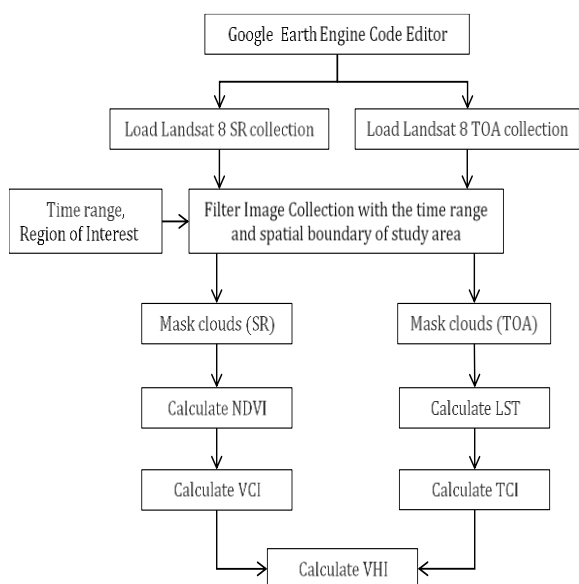 Google Earth Engine Code Editor
Load Landsat 8 SR collection
Load Landsat 8 TOA collection
Time range,
Region of Interest
Filter Image Collection with the time range
and spatial boundary of study area
Mask clouds (SR)
Mask clouds (TOA)
Calculate NDVI
Calculate LST
Calculate VCI
Calculate TCI
Calculate VHI